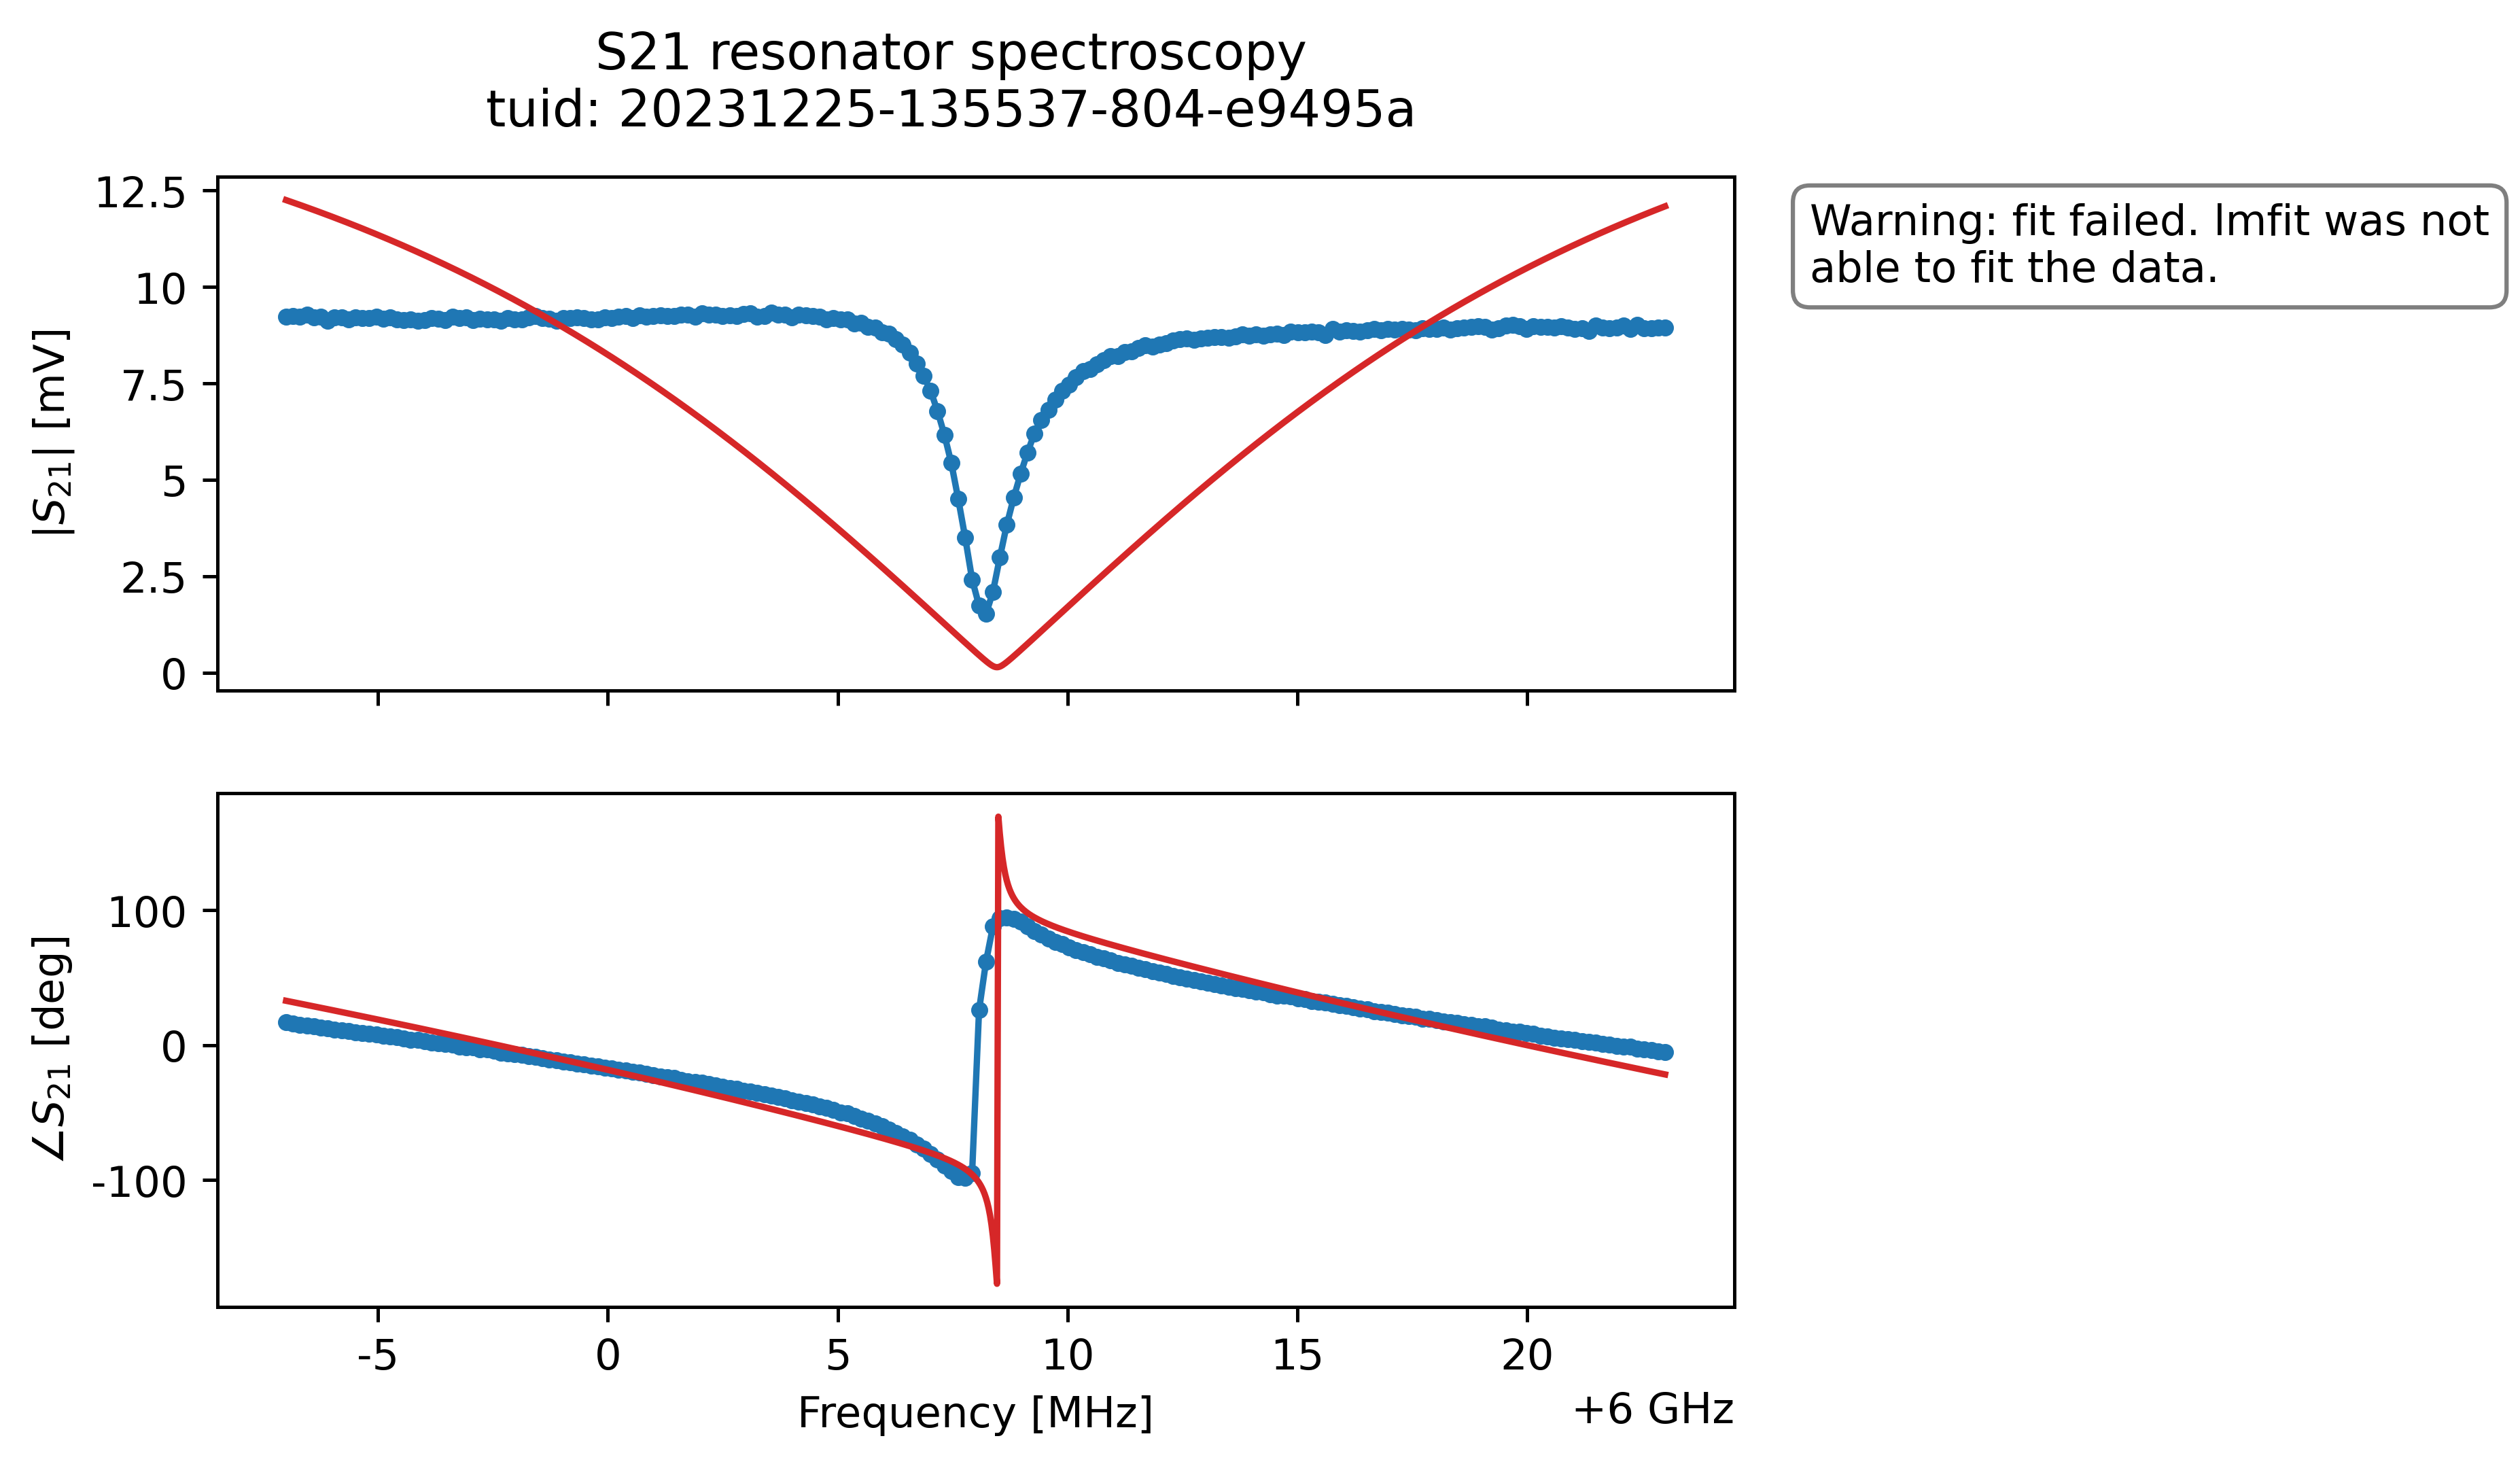 S21 resonator spectroscopy
tuid: 20231225-135537-804-e9495a
12.5
10
7.5
5
2.5
0
|S₂₁| [mV]
Warning: fit failed. lmfit was not
able to fit the data.
100
0
-100
∠S₂₁ [deg]
-5 0 5 10 15 20
Frequency [MHz]
+6 GHz